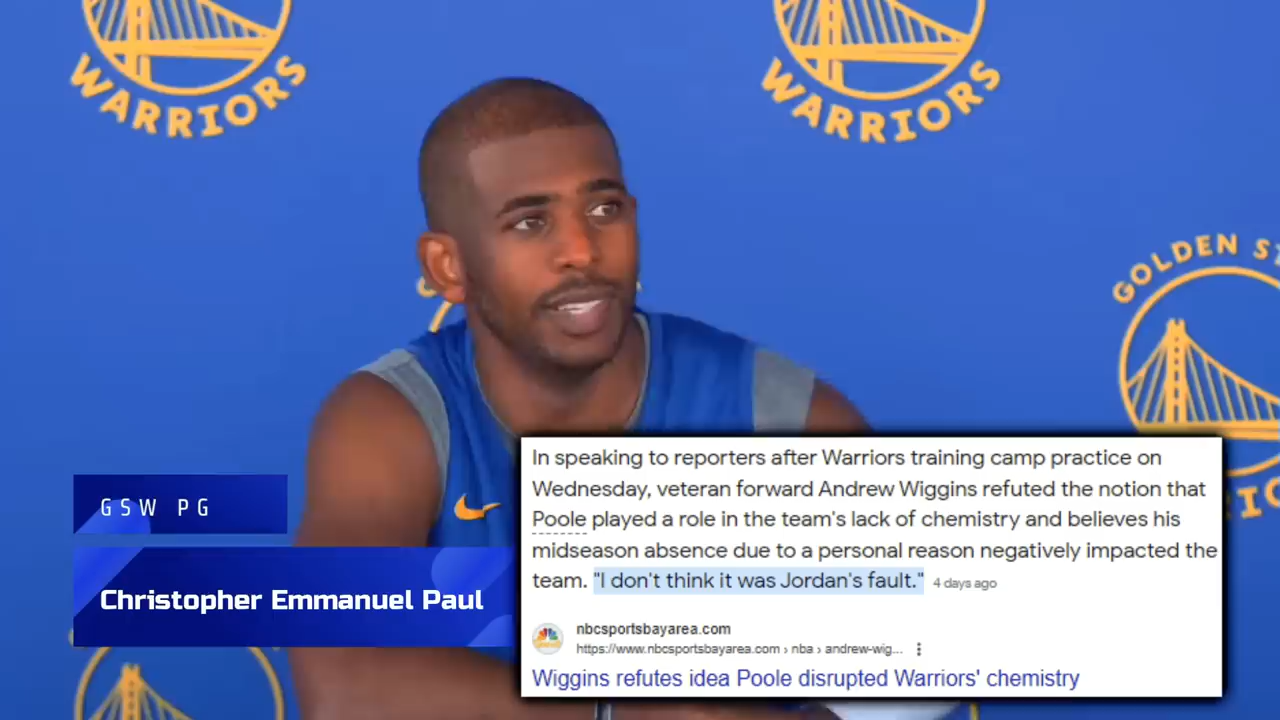 WARRIORS
WARRIORS
GOLDEN ST
GSW PG
Christopher Emmanuel Paul
In speaking to reporters after Warriors training camp practice on
Wednesday, veteran forward Andrew Wiggins refuted the notion that
Poole played a role in the team's lack of chemistry and believes his
midseason absence due to a personal reason negatively impacted the
team. "I don't think it was Jordan's fault." 4 days ago
nbcsportsbayarea.com
https://www.nbcsportsbayarea.com › nba › andrew-wig...
Wiggins refutes idea Poole disrupted Warriors' chemistry